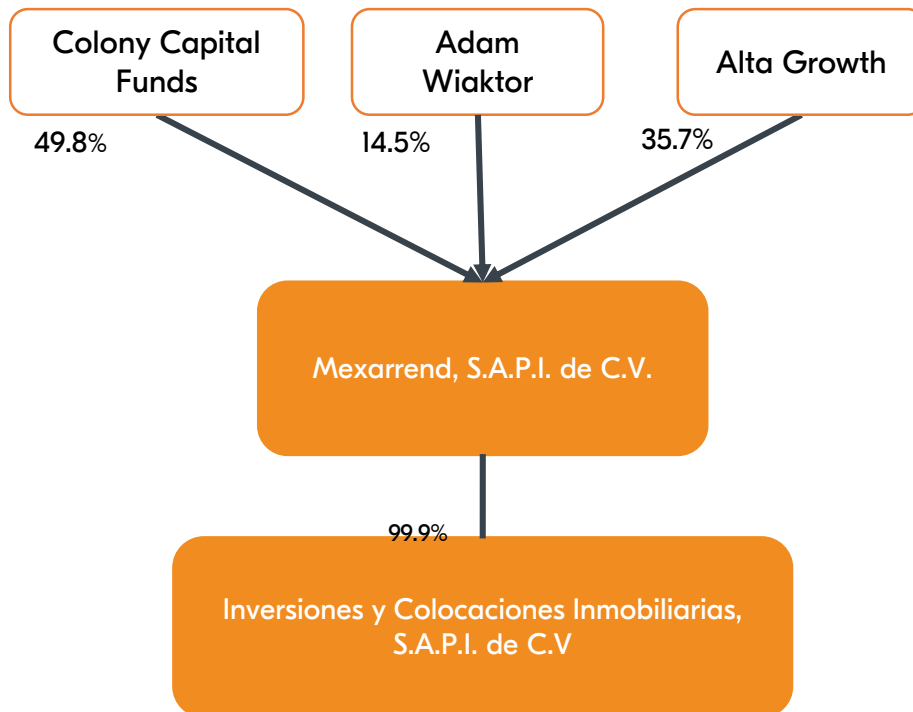 Colony Capital
Funds
Adam
Wiaktor
Alta Growth
49.8%
14.5%
35.7%
Mexarrend, S.A.P.I. de C.V.
99.9%
Inversiones y Colocaciones Inmobiliarias,
S.A.P.I. de C.V